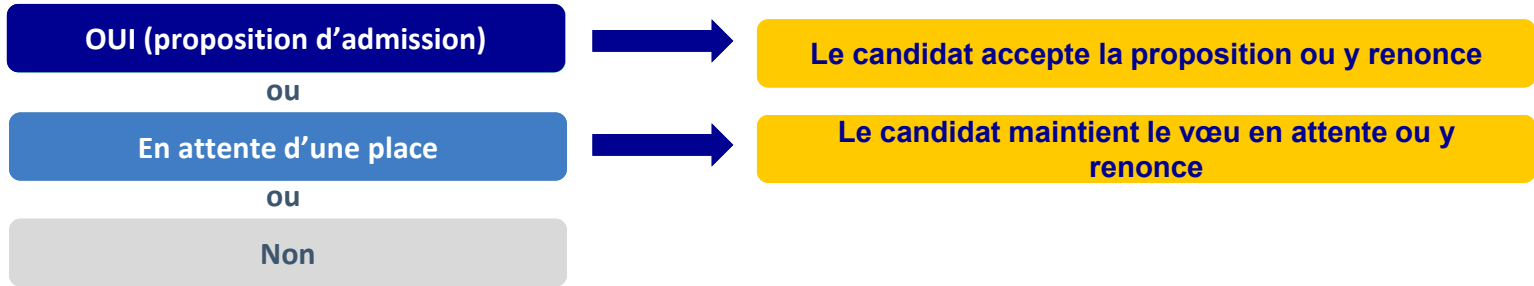 OUI (proposition d’admission)
Le candidat accepte la proposition ou y renonce
ou
En attente d’une place
Le candidat maintient le vœu en attente ou y
renonce
ou
Non